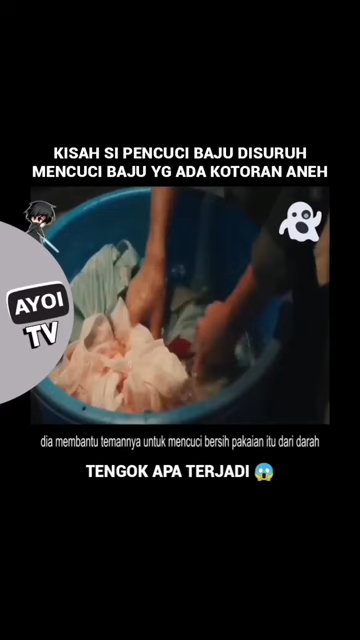 KISAH SI PENCUCI BAJU DISURUH
MENCUCI BAJU YG ADA KOTORAN ANEH
AYOI
TV
dia membantu temannya untuk mencuci bersih pakaian itu dari darah
TENGOK APA TERJADI 😱